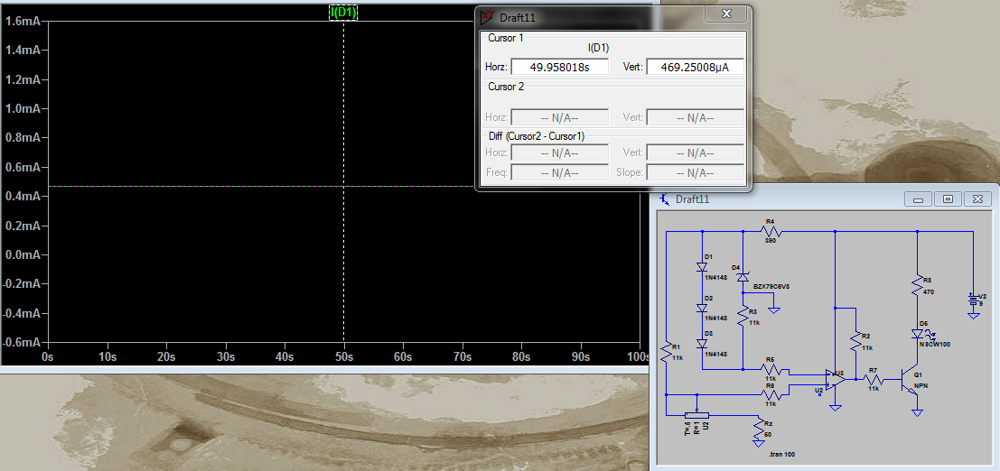 I(D1)
1.6mA
1.4mA
1.2mA
1.0mA
0.8mA
0.6mA
0.4mA
0.2mA
0.0mA
-0.2mA
-0.4mA
-0.6mA
0s 10s 20s 30s 40s 50s 60s 70s 80s 90s 100s
Draft11
Cursor 1
I(D1)
Horz: 49.958018s Vert: 469.25008µA
Cursor 2
Horz: -- N/A-- Vert: -- N/A--
Diff (Cursor2 - Cursor1)
Horz: -- N/A-- Vert: -- N/A--
Freq: -- N/A-- Slope: -- N/A--
Draft11
R4
390
D1
1N4148
D4
BZX79C6V8
D2
1N4148
R3
11k
D3
1N4148
R1
11k
R5
11k
R6
11k
U3
U2
R2
11k
R7
11k
R8
470
D5
NSCW100
Q1
NPN
V2
9
T=.5
R=1
U2
Rz
50
.tran 100